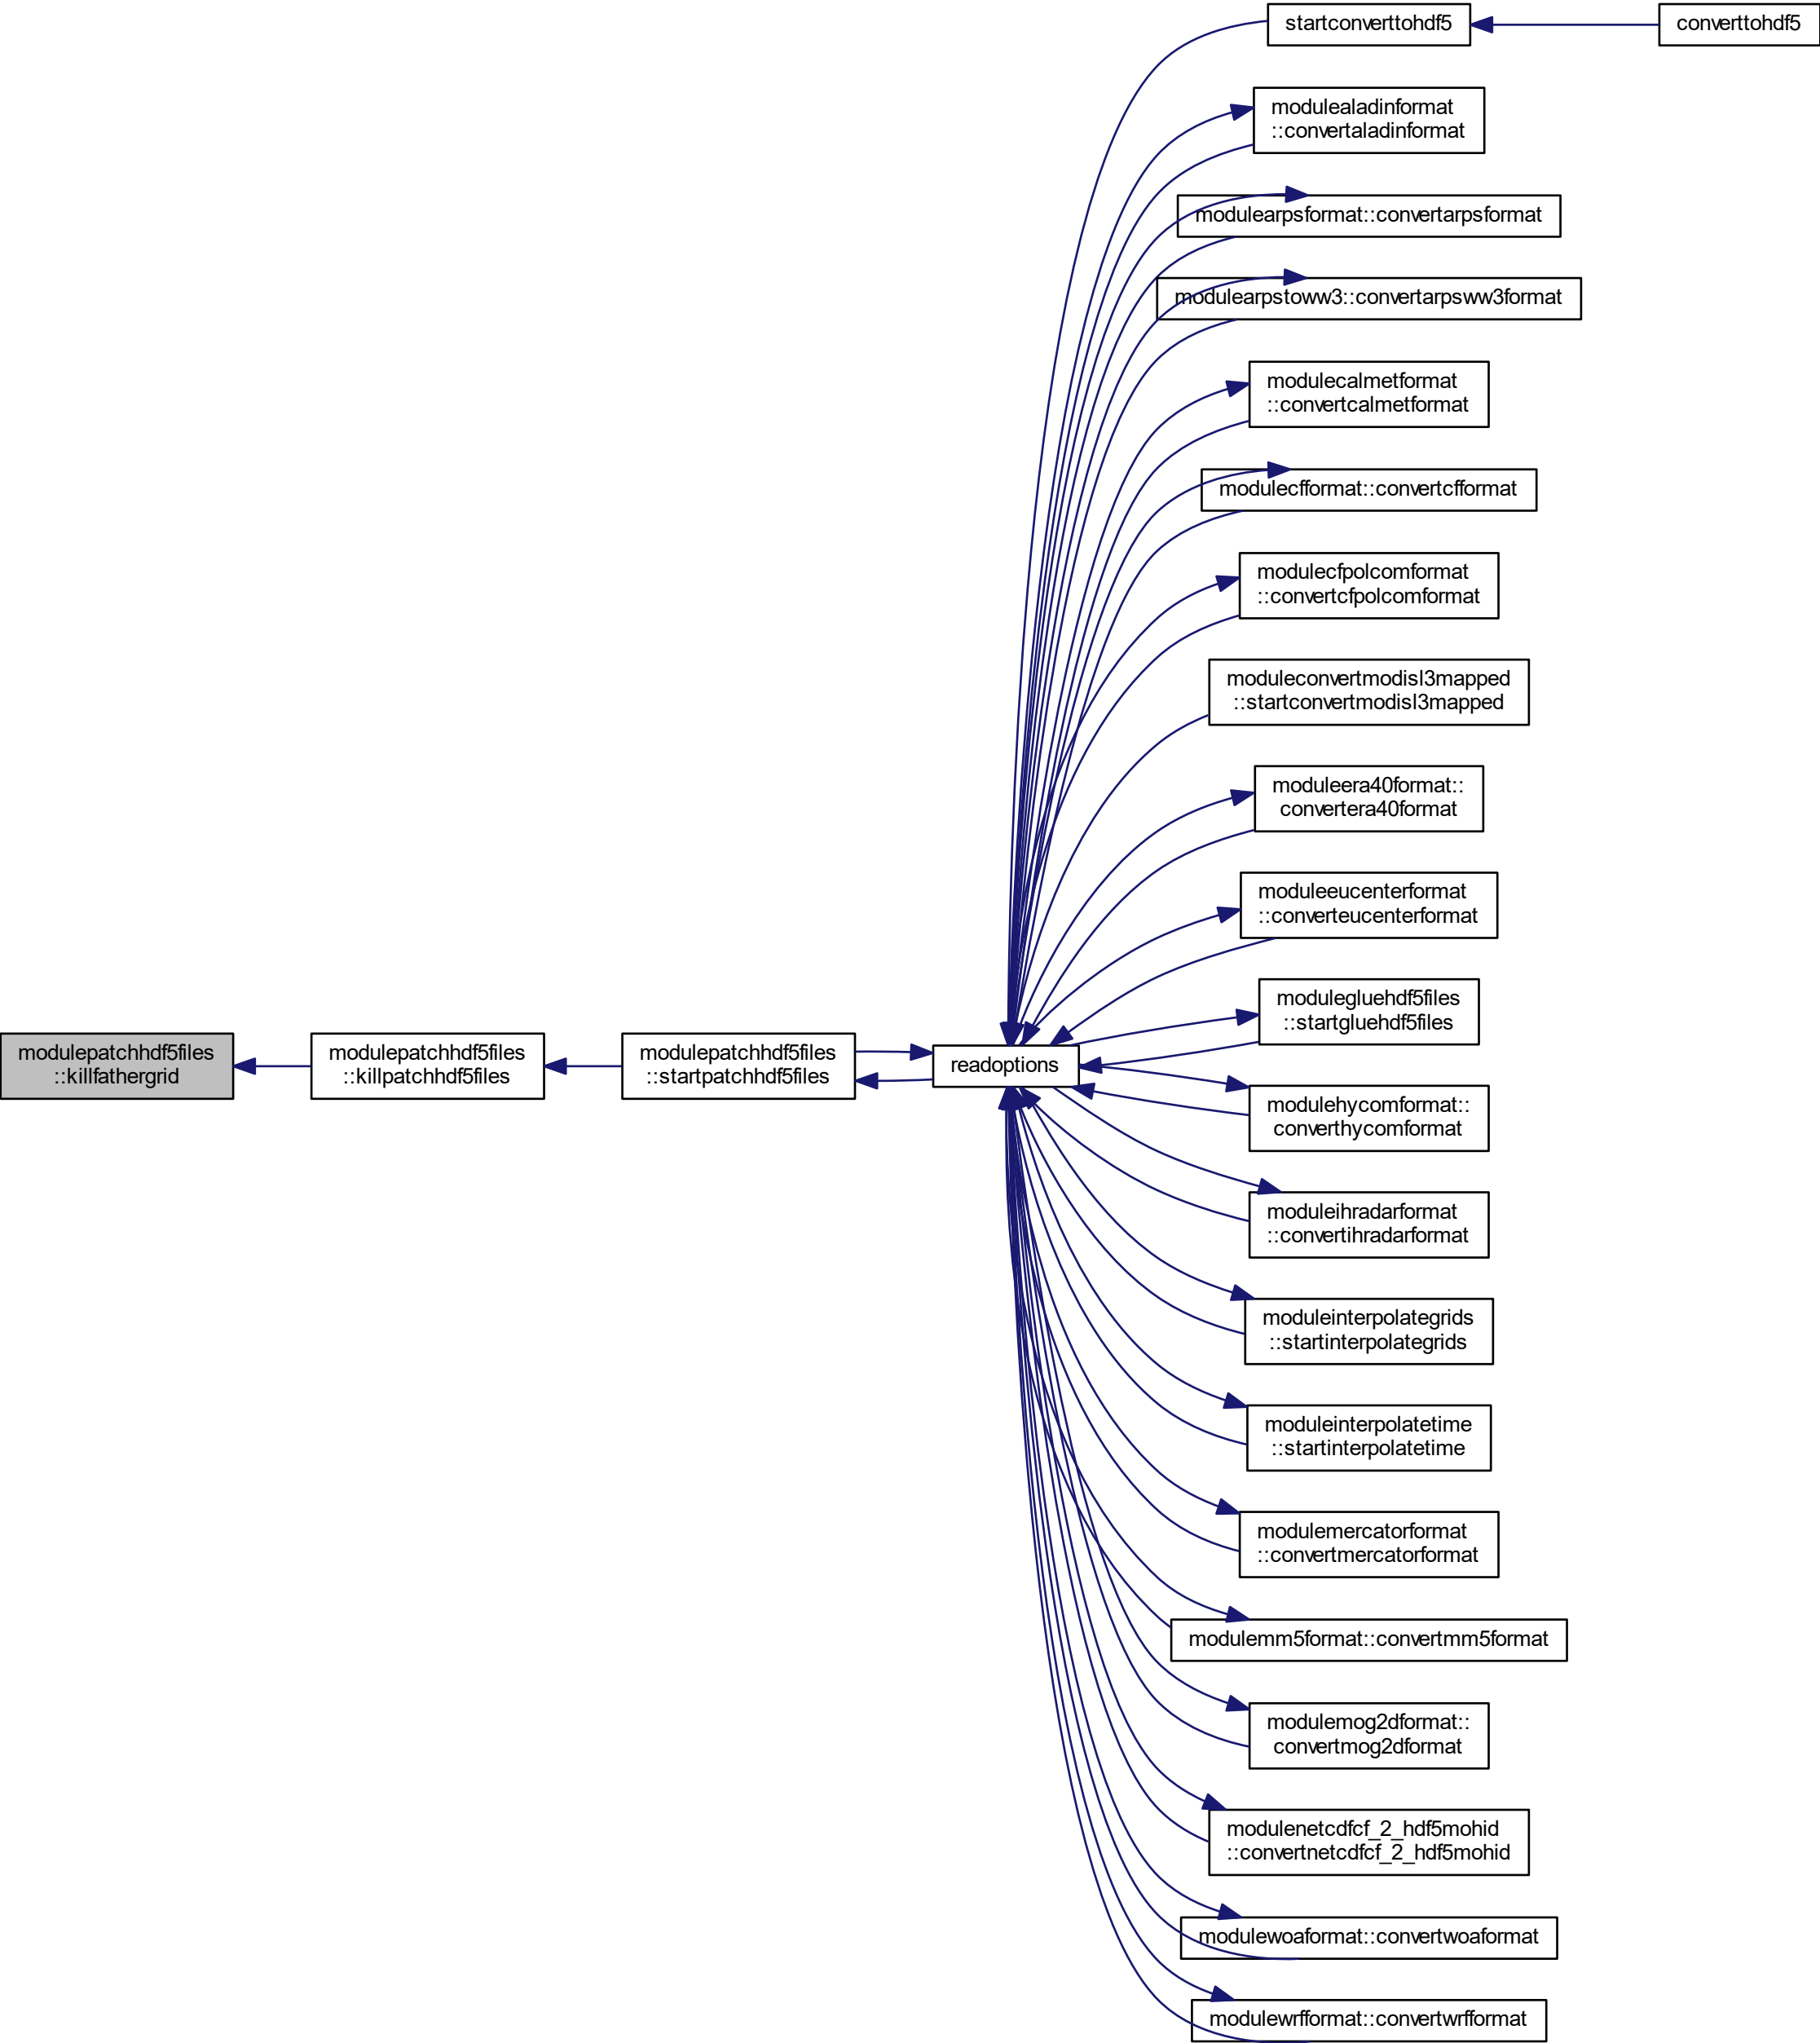 startconverttohdf5
converttohdf5
modulealadinformat
::convertaladinformat
modulearpsformat::convertarpsformat
modulearpstoww3::convertarpsww3format
modulecalmetformat
::convertcalmetformat
modulecfformat::convertcfformat
modulecfpolcomformat
::convertcfpolcomformat
moduleconvertmodisl3mapped
::startconvertmodisl3mapped
moduleera40format::
convertera40format
moduleeucenterformat
::converteucenterformat
modulegluehdf5files
::startgluehdf5files
modulepatchhdf5files
::killfathergrid
modulepatchhdf5files
::killpatchhdf5files
modulepatchhdf5files
::startpatchhdf5files
readoptions
modulehycomformat::
converthycomformat
moduleihradarformat
::convertihradarformat
moduleinterpolategrids
::startinterpolategrids
moduleinterpolatetime
::startinterpolatetime
modulemercatorformat
::convertmercatorformat
modulemm5format::convertmm5format
modulemog2dformat::
convertmog2dformat
modulenetcdfcf_2_hdf5mohid
::convertnetcdfcf_2_hdf5mohid
modulewoaformat::convertwoaformat
modulewrfformat::convertwrfformat